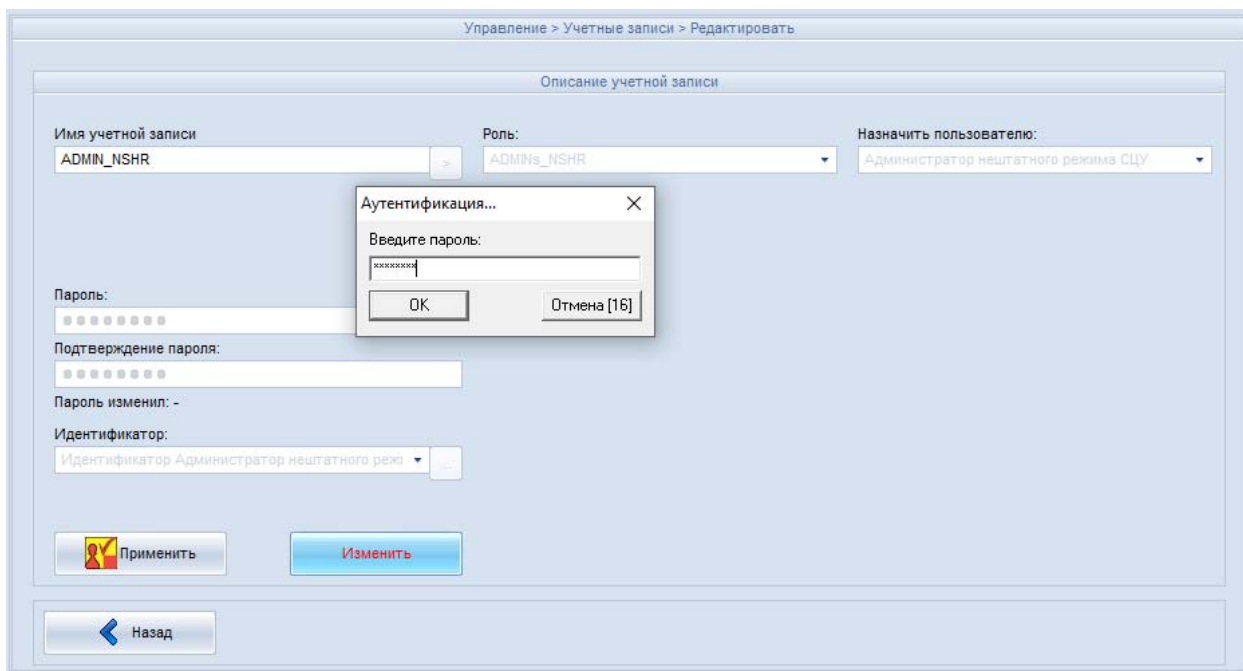 Управление > Учетные записи > Редактировать
Описание учетной записи
Имя учетной записи
Роль:
Назначить пользователю:
ADMIN_NSHR
>
ADMINs_NSHR
Администратор нештатного режима СЦУ
Аутентификация...
Введите пароль:
********
OK
Отмена [16]
Пароль:
Подтверждение пароля:
Пароль изменил: -
Идентификатор:
Идентификатор Администратор нештатного режи
...
Применить
Изменить
Назад